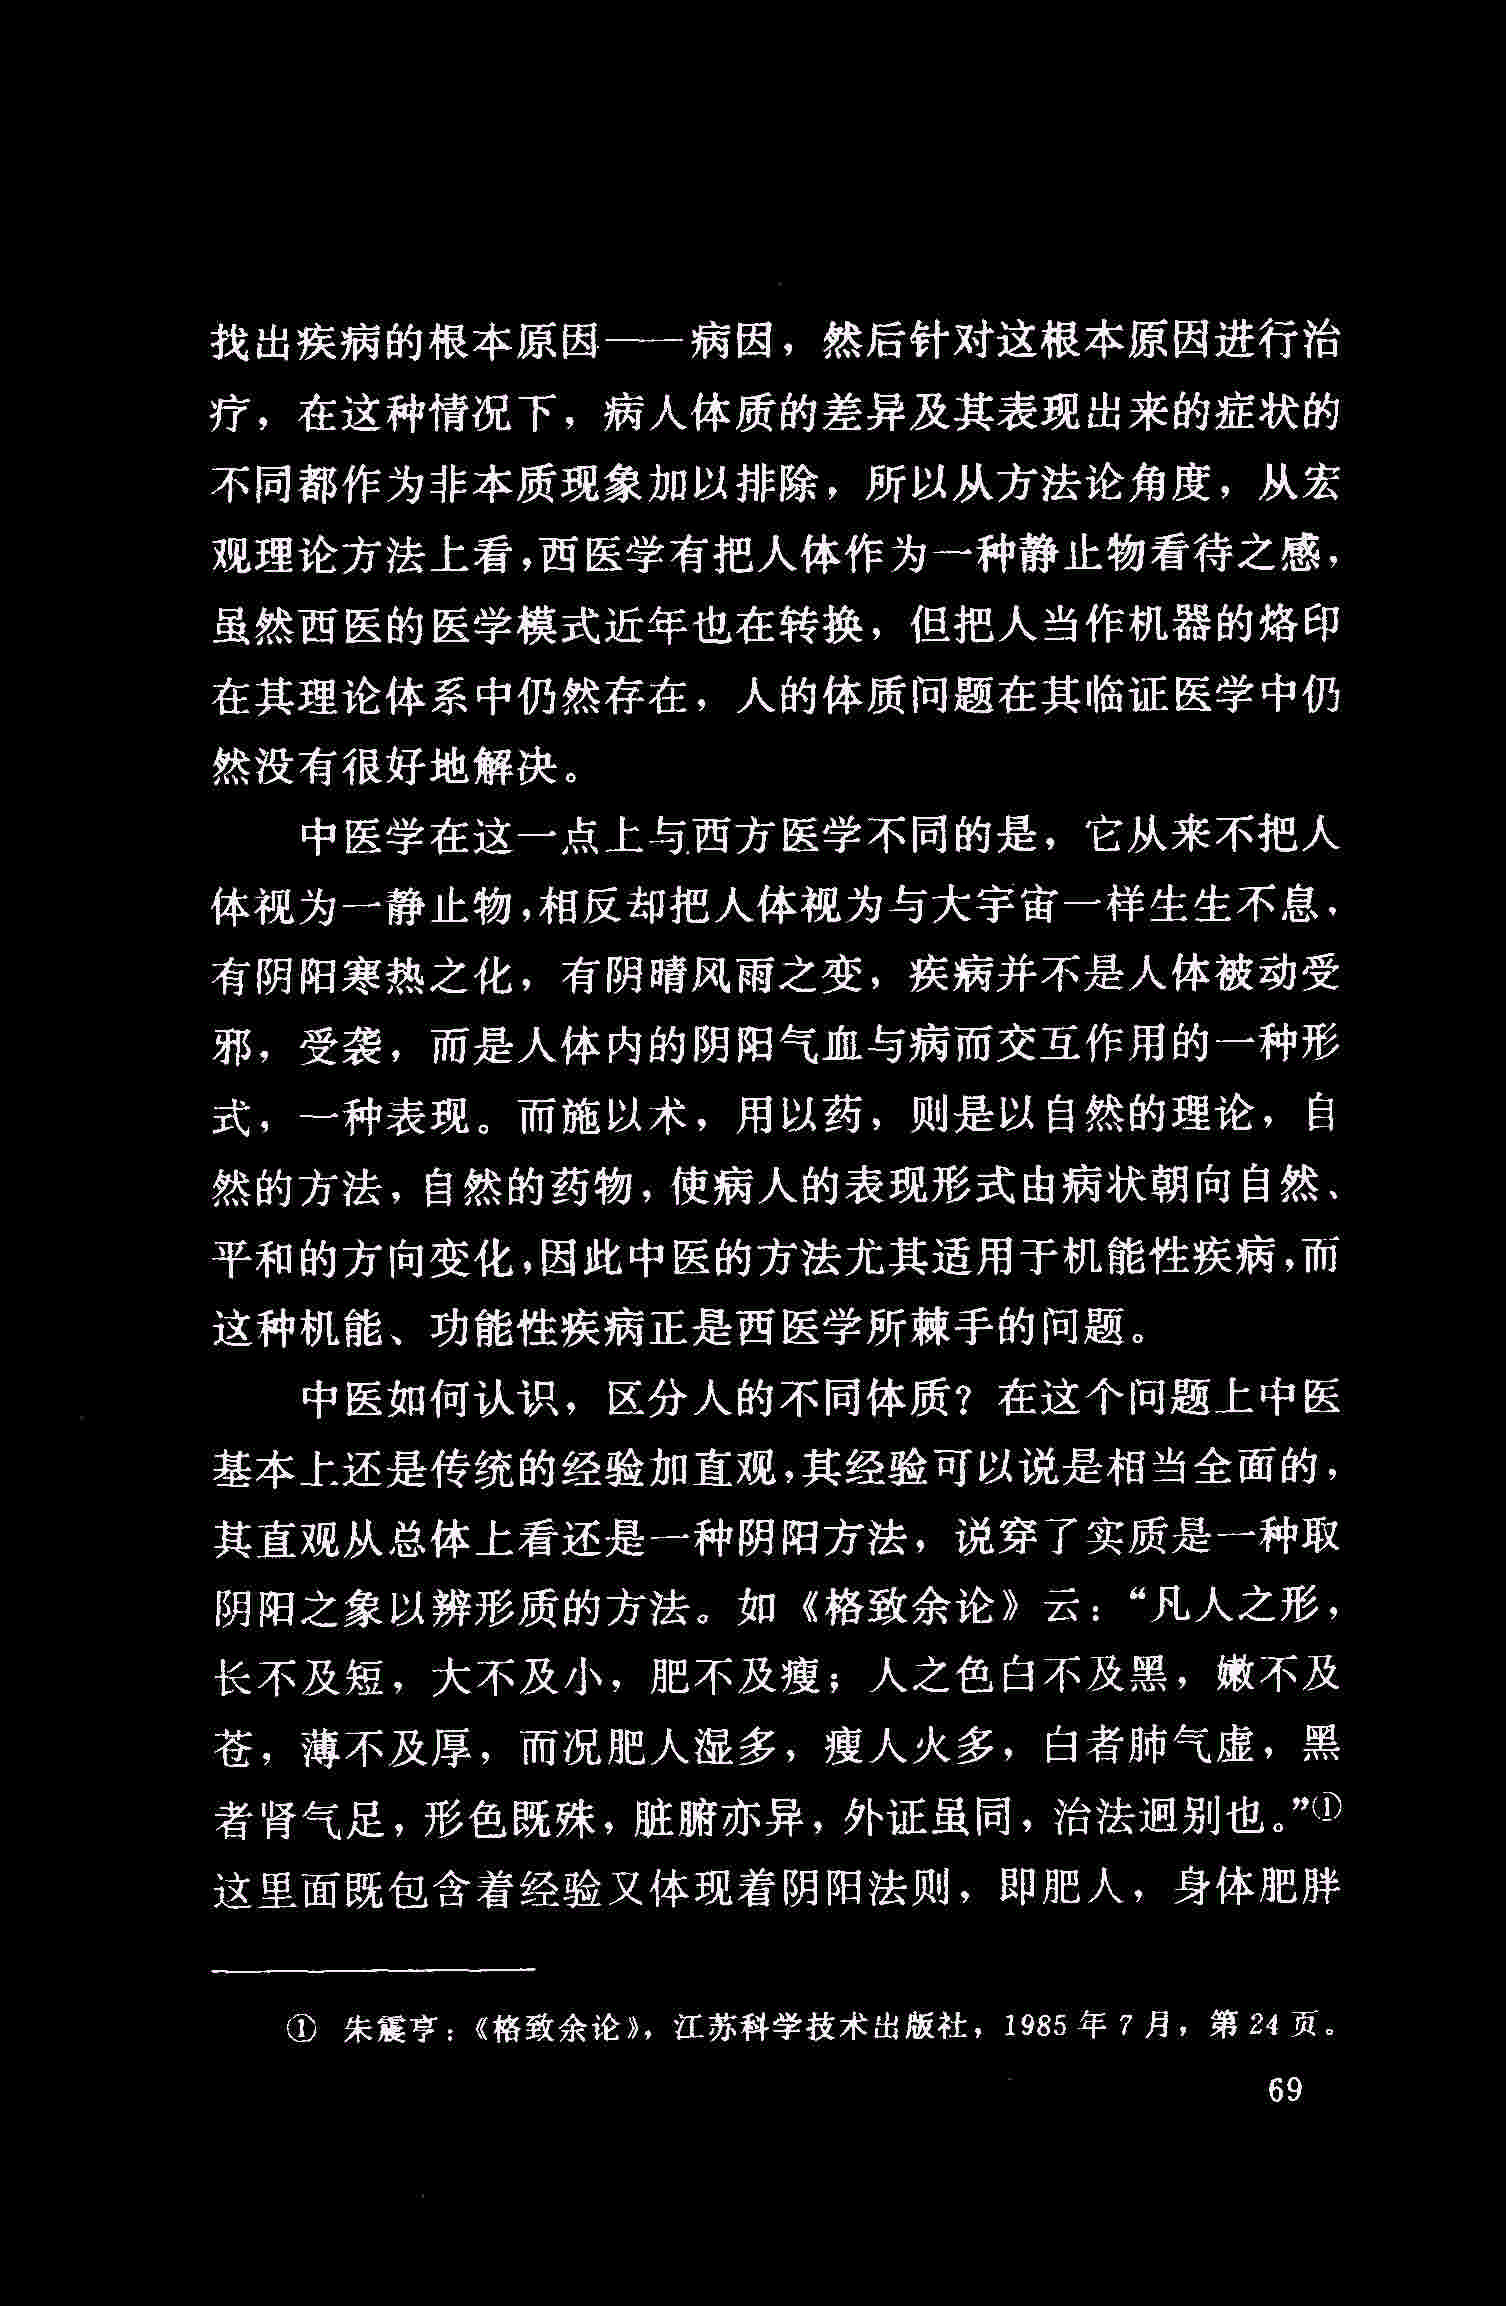 找出疾病的根本原因——病因，然后针对这根本原因进行治
疗，在这种情况下，病人体质的差异及其表现出来的症状的
不同都作为非本质现象加以排除，所以从方法论角度，从宏
观理论方法上看，西医学有把人体作为一种静止物看待之感，
虽然西医的医学模式近年也在转换，但把人当作机器的烙印
在其理论体系中仍然存在，人的体质问题在其临证医学中仍
然没有很好地解决。
中医学在这一点上与西方医学不同的是，它从来不把人
体视为一静止物，相反却把人体视为与大宇宙一样生生不息，
有阴阳寒热之化，有阴晴风雨之变，疾病并不是人体被动受
邪，受袭，而是人体内的阴阳气血与病而交互作用的一种形
式，一种表现。而施以术，用以药，则是以自然的理论，自
然的方法，自然的药物，使病人的表现形式由病状朝向自然、
平和的方向变化，因此中医的方法尤其适用于机能性疾病，而
这种机能、功能性疾病正是西医学所棘手的问题。
中医如何认识，区分人的不同体质？在这个问题上中医
基本上还是传统的经验加直观，其经验可以说是相当全面的，
其直观从总体上看还是一种阴阳方法，说穿了实质是一种取
阴阳之象以辨形质的方法。如《格致余论》云：“凡人之形，
长不及短，大不及小，肥不及瘦；人之色白不及黑，嫩不及
苍，薄不及厚，而况肥人湿多，瘦人火多，白者肺气虚，黑
者肾气足，形色既殊，脏腑亦异，外证虽同，治法迥别也。”①
这里面既包含着经验又体现着阴阳法则，即肥人，身体肥胖
① 朱震亨：《格致余论》，江苏科学技术出版社，1985年7月，第24页。
69